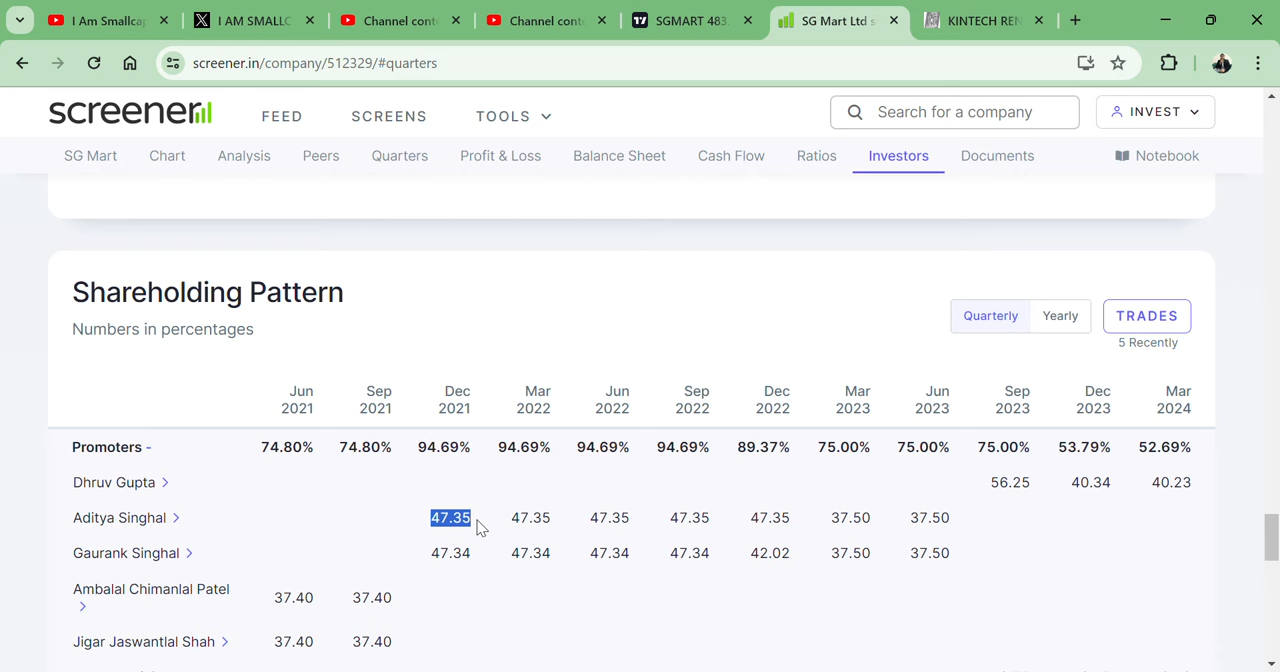 I Am Smallcap
I AM SMALLC
Channel conte
Channel conte
SGMART 483.
SG Mart Ltd s
KINTECH REN
screener.in/company/512329/#quarters
screener
FEED SCREENS TOOLS
Search for a company
INVEST
SG Mart Chart Analysis Peers Quarters Profit & Loss Balance Sheet Cash Flow Ratios Investors Documents Notebook
Shareholding Pattern
Numbers in percentages
Quarterly Yearly TRADES
5 Recently
Jun Sep Dec Mar Jun Sep Dec Mar Jun Sep Dec Mar
2021 2021 2021 2022 2022 2022 2022 2023 2023 2023 2023 2024
Promoters - 74.80% 74.80% 94.69% 94.69% 94.69% 94.69% 89.37% 75.00% 75.00% 75.00% 53.79% 52.69%
Dhruv Gupta 56.25 40.34 40.23
Aditya Singhal 47.35 47.35 47.35 47.35 47.35 37.50 37.50
Gaurank Singhal 47.34 47.34 47.34 47.34 42.02 37.50 37.50
Ambalal Chimanlal Patel 37.40 37.40
Jigar Jaswantlal Shah 37.40 37.40